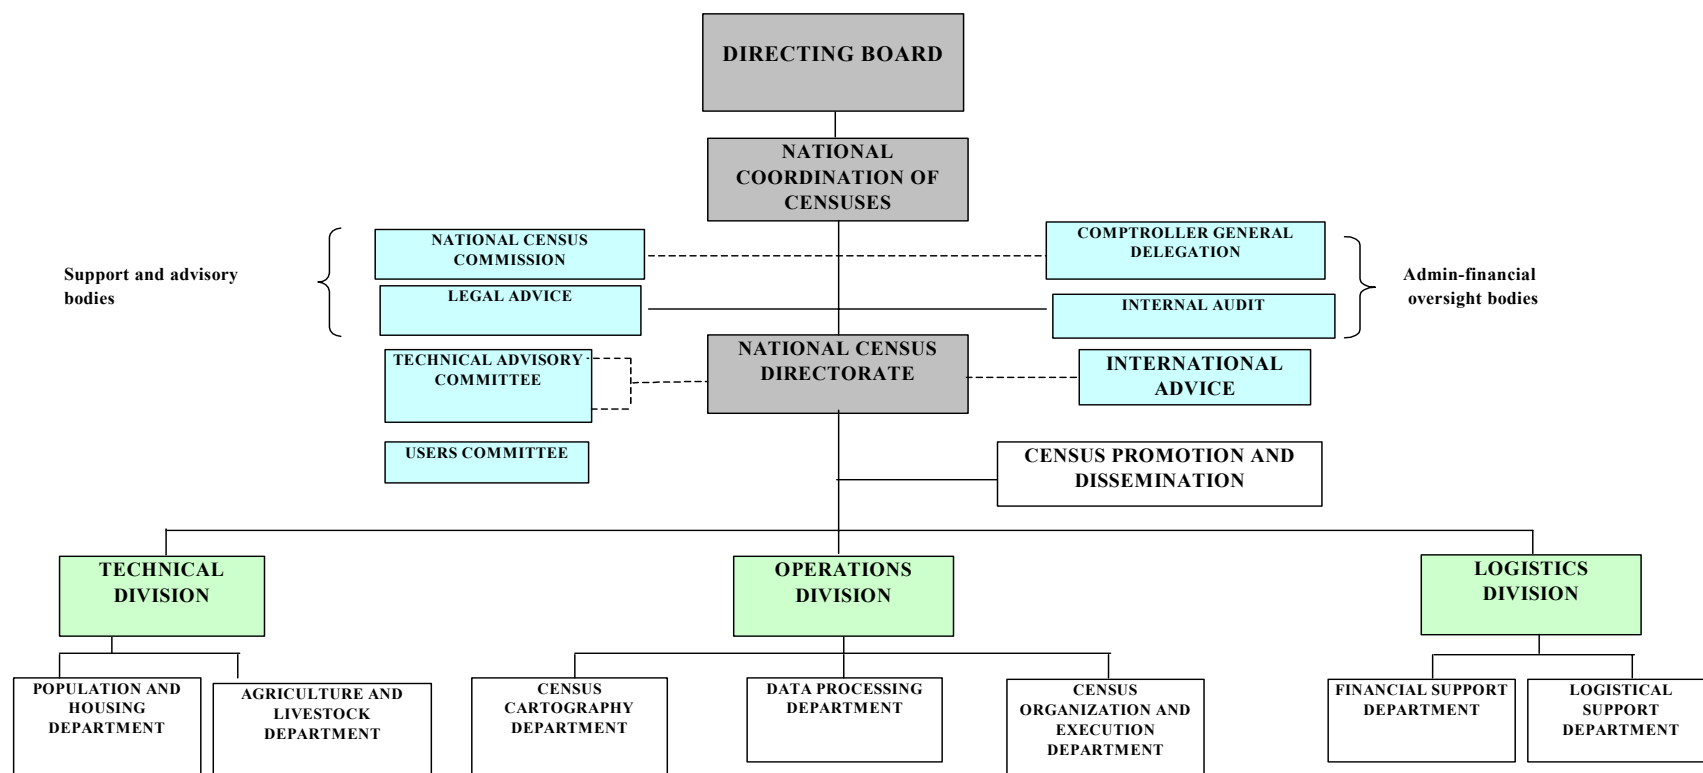 DIRECTING BOARD
NATIONAL
COORDINATION OF
CENSUSES
Support and advisory
bodies
NATIONAL CENSUS
COMMISSION
LEGAL ADVICE
COMPTROLLER GENERAL
DELEGATION
INTERNAL AUDIT
Admin-financial
oversight bodies
TECHNICAL ADVISORY
COMMITTEE
NATIONAL CENSUS
DIRECTORATE
INTERNATIONAL
ADVICE
USERS COMMITTEE
CENSUS PROMOTION AND
DISSEMINATION
TECHNICAL
DIVISION
OPERATIONS
DIVISION
LOGISTICS
DIVISION
POPULATION AND
HOUSING
DEPARTMENT
AGRICULTURE AND
LIVESTOCK
DEPARTMENT
CENSUS
CARTOGRAPHY
DEPARTMENT
DATA PROCESSING
DEPARTMENT
CENSUS
ORGANIZATION AND
EXECUTION
DEPARTMENT
FINANCIAL SUPPORT
DEPARTMENT
LOGISTICAL
SUPPORT
DEPARTMENT